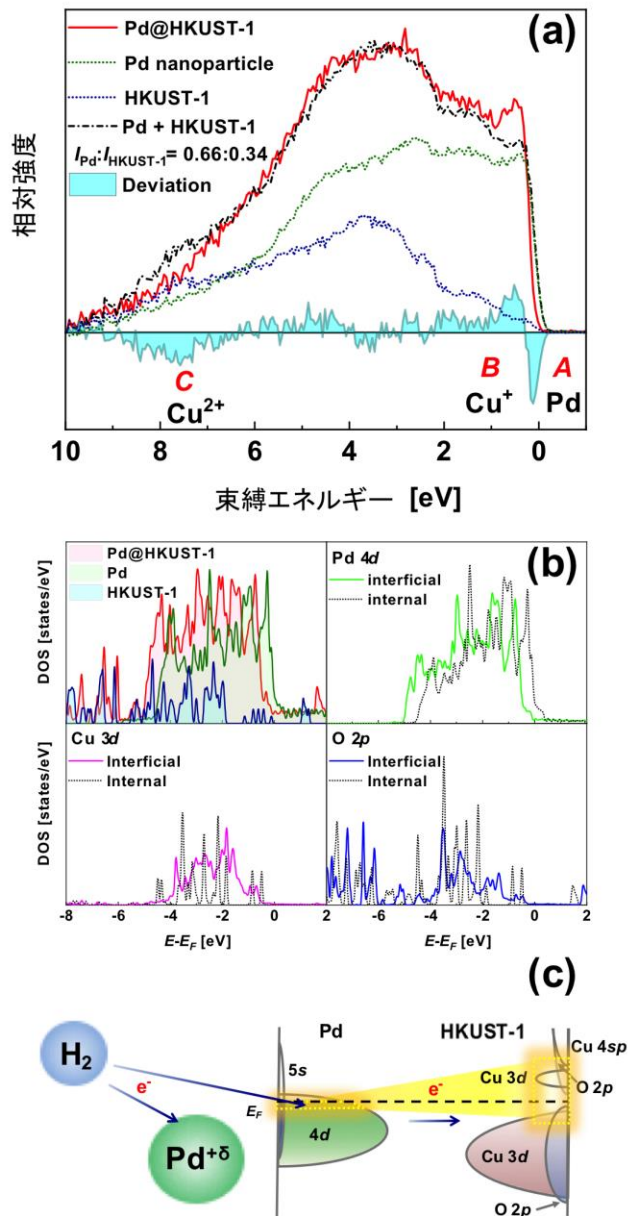 (a)
Pd@HKUST-1
Pd nanoparticle
HKUST-1
Pd + HKUST-1
I_Pd:I_HKUST-1= 0.66:0.34
Deviation
相対強度
C
B
A
Cu2+
Cu+
Pd
10
8
6
4
2
0
束縛エネルギー [eV]
(b)
Pd@HKUST-1
Pd
HKUST-1
Pd 4d
interficial
internal
DOS [states/eV]
Cu 3d
Interficial
Internal
O 2p
Interficial
Internal
DOS [states/eV]
-8
-6
-4
-2
0
2
-6
-4
-2
0
2
E-E_F [eV]
E-E_F [eV]
(c)
Pd
HKUST-1
H2
e-
Pd+δ
5s
E_F
4d
e-
Cu 4sp
Cu 3d
O 2p
Cu 3d
O 2p